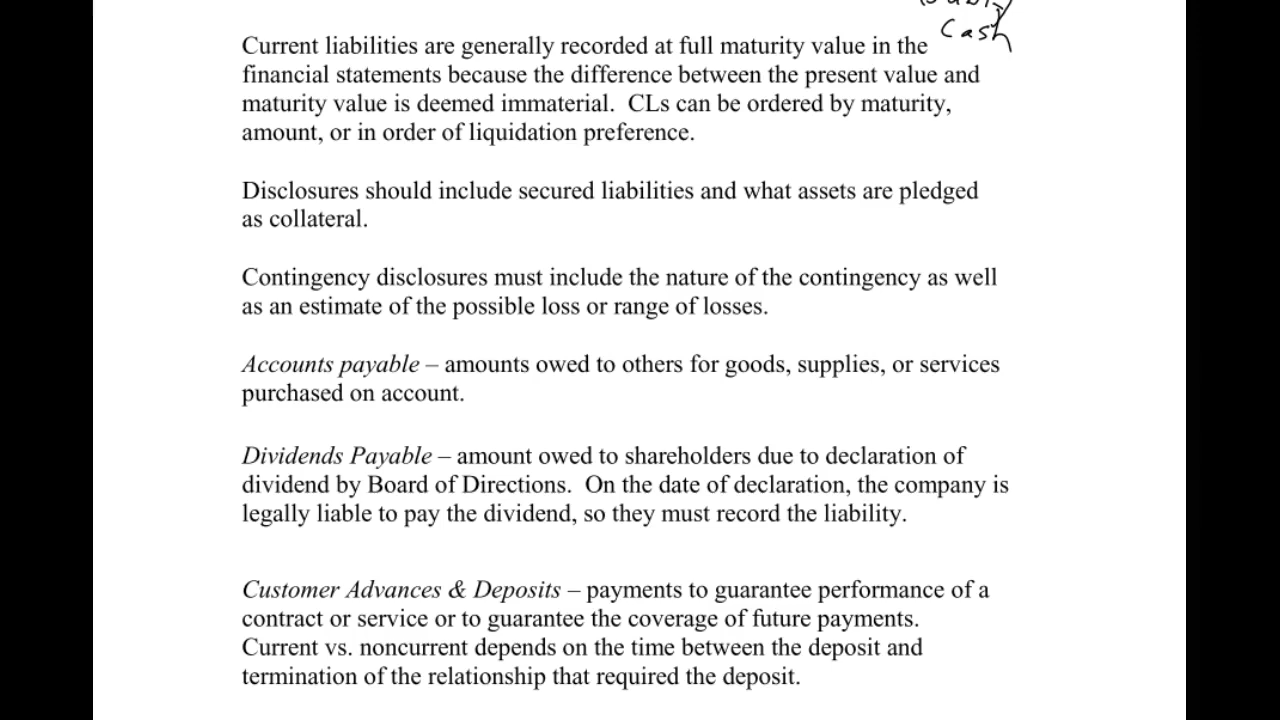 Cash
Current liabilities are generally recorded at full maturity value in the
financial statements because the difference between the present value and
maturity value is deemed immaterial.  CLs can be ordered by maturity,
amount, or in order of liquidation preference.
Disclosures should include secured liabilities and what assets are pledged
as collateral.
Contingency disclosures must include the nature of the contingency as well
as an estimate of the possible loss or range of losses.
Accounts payable – amounts owed to others for goods, supplies, or services
purchased on account.
Dividends Payable – amount owed to shareholders due to declaration of
dividend by Board of Directions.  On the date of declaration, the company is
legally liable to pay the dividend, so they must record the liability.
Customer Advances & Deposits – payments to guarantee performance of a
contract or service or to guarantee the coverage of future payments.
Current vs. noncurrent depends on the time between the deposit and
termination of the relationship that required the deposit.